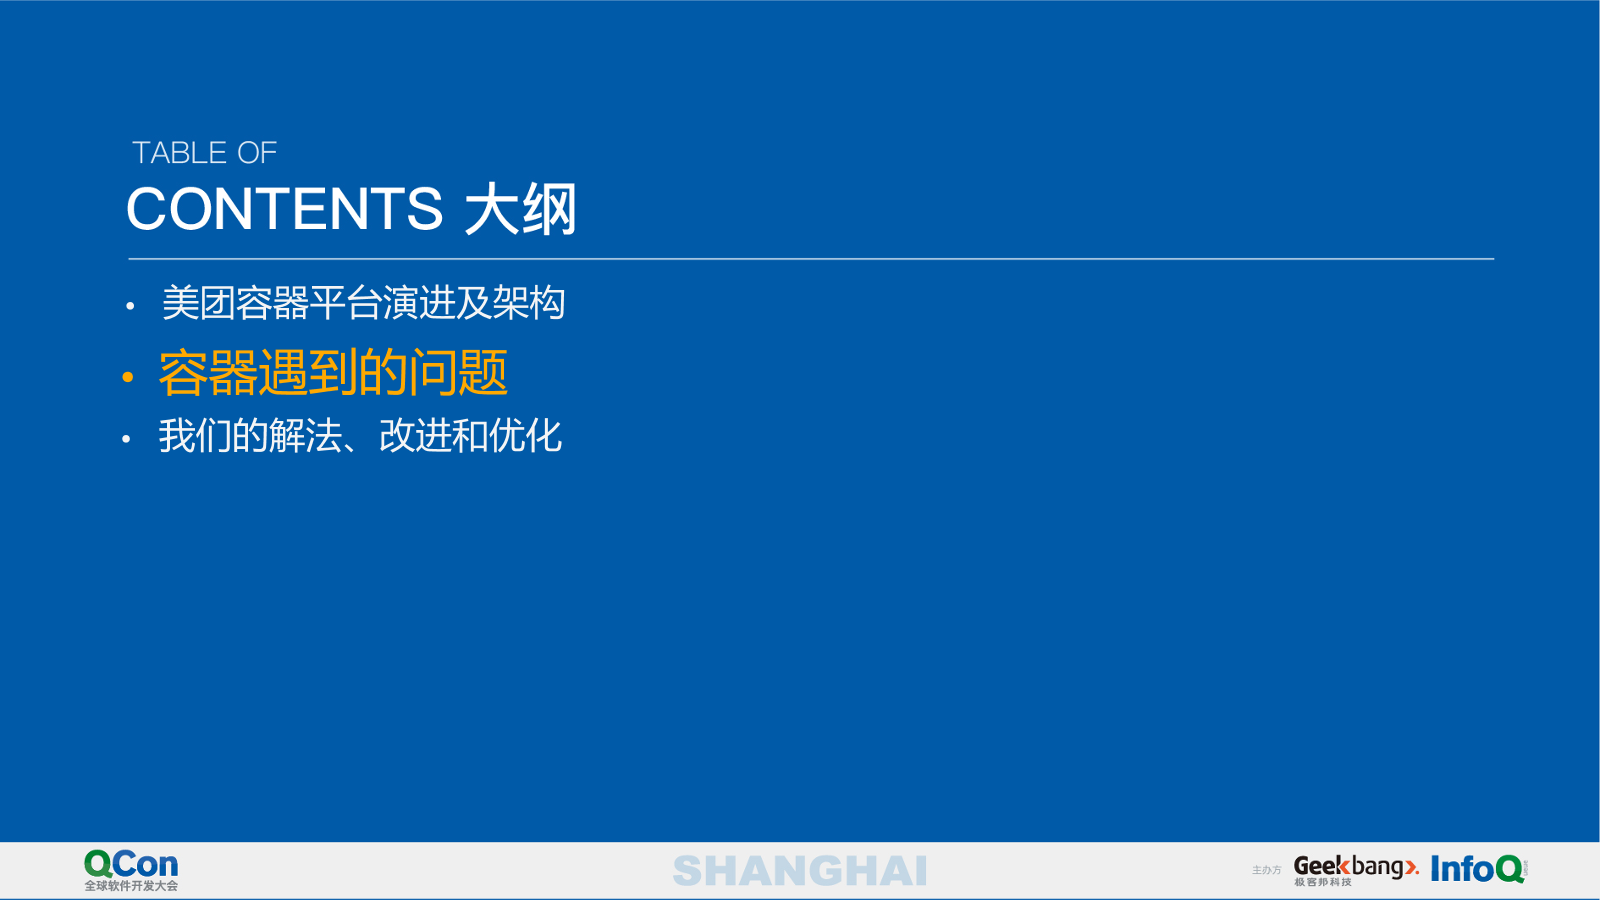 TABLE OF
CONTENTS 大纲
• 美团容器平台演进及架构
• 容器遇到的问题
• 我们的解法、改进和优化
QCon
全球软件开发大会
SHANGHAI
主办方
Geekbang>.
极客邦科技
InfoQ